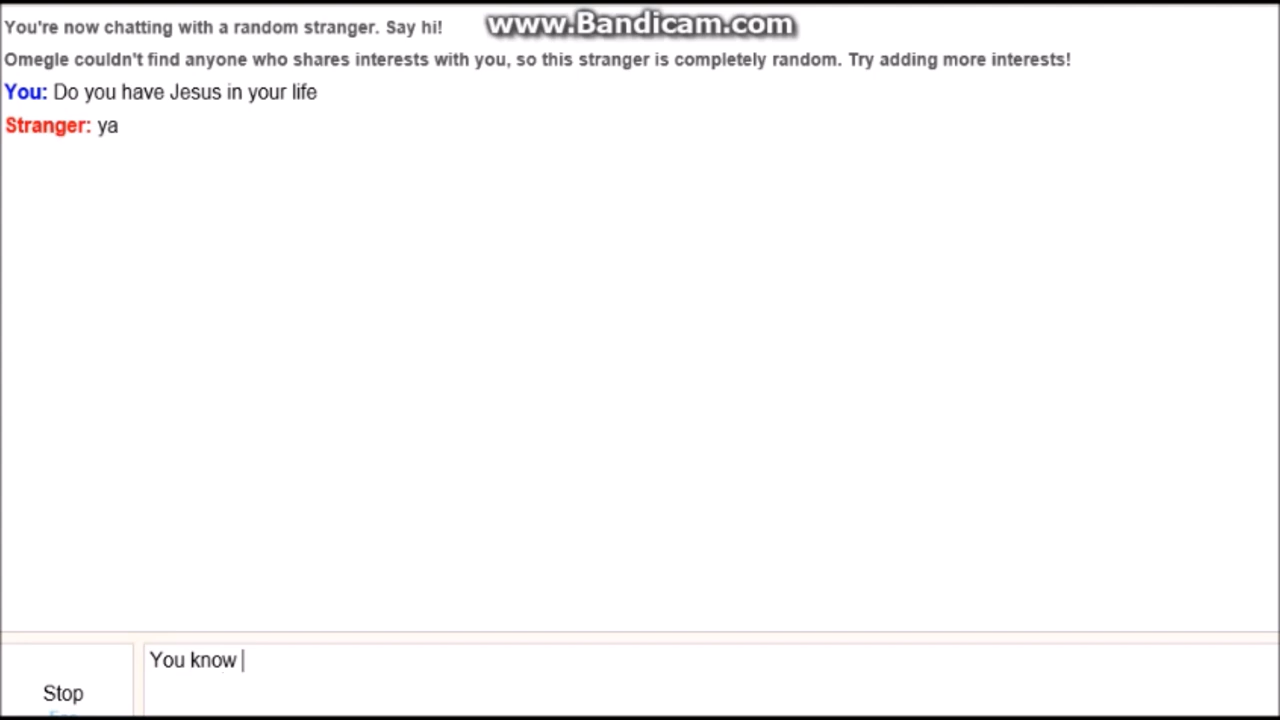 www.Bandicam.com
You're now chatting with a random stranger. Say hi!
Omegle couldn't find anyone who shares interests with you, so this stranger is completely random. Try adding more interests!
You: Do you have Jesus in your life
Stranger: ya
You know
Stop
Esc